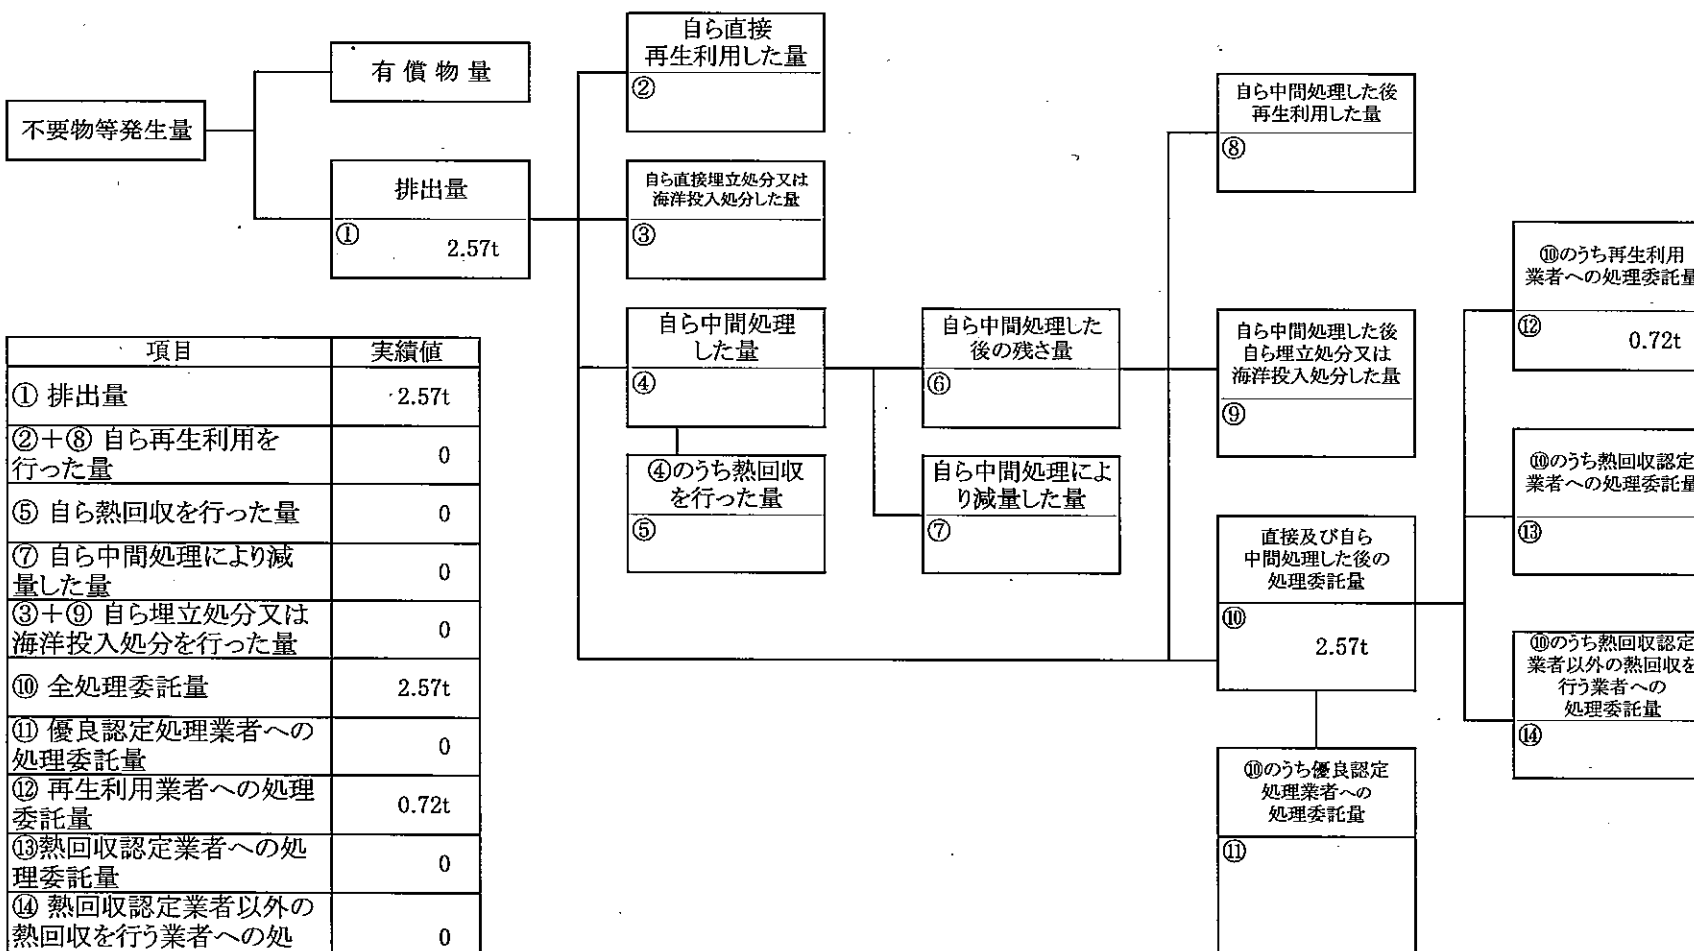 不要物等発生量
有償物量
排出量
①
2.57t
自ら直接
再生利用した量
②
自ら直接埋立処分又は
海洋投入処分した量
③
自ら中間処理
した量
④
④のうち熱回収
を行った量
⑤
自ら中間処理した
後の残さ量
⑥
自ら中間処理によ
り減量した量
⑦
自ら中間処理した後
再生利用した量
⑧
自ら中間処理した後
自ら埋立処分又は
海洋投入処分した量
⑨
直接及び自ら
中間処理した後の
処理委託量
⑩
2.57t
⑩のうち優良認定
処理業者への
処理委託量
⑪
⑩のうち再生利用
業者への処理委託量
⑫
0.72t
⑩のうち熱回収認定
業者への処理委託量
⑬
⑩のうち熱回収認定
業者以外の熱回収を
行う業者への
処理委託量
⑭
項目 実績値
① 排出量 2.57t
②+⑧ 自ら再生利用を
行った量 0
⑤ 自ら熱回収を行った量 0
⑦ 自ら中間処理により減
量した量 0
③+⑨ 自ら埋立処分又は
海洋投入処分を行った量 0
⑩ 全処理委託量 2.57t
⑪ 優良認定処理業者への
処理委託量 0
⑫ 再生利用業者への処理
委託量 0.72t
⑬熱回収認定業者への処
理委託量 0
⑭ 熱回収認定業者以外の
熱回収を行う業者への処 0